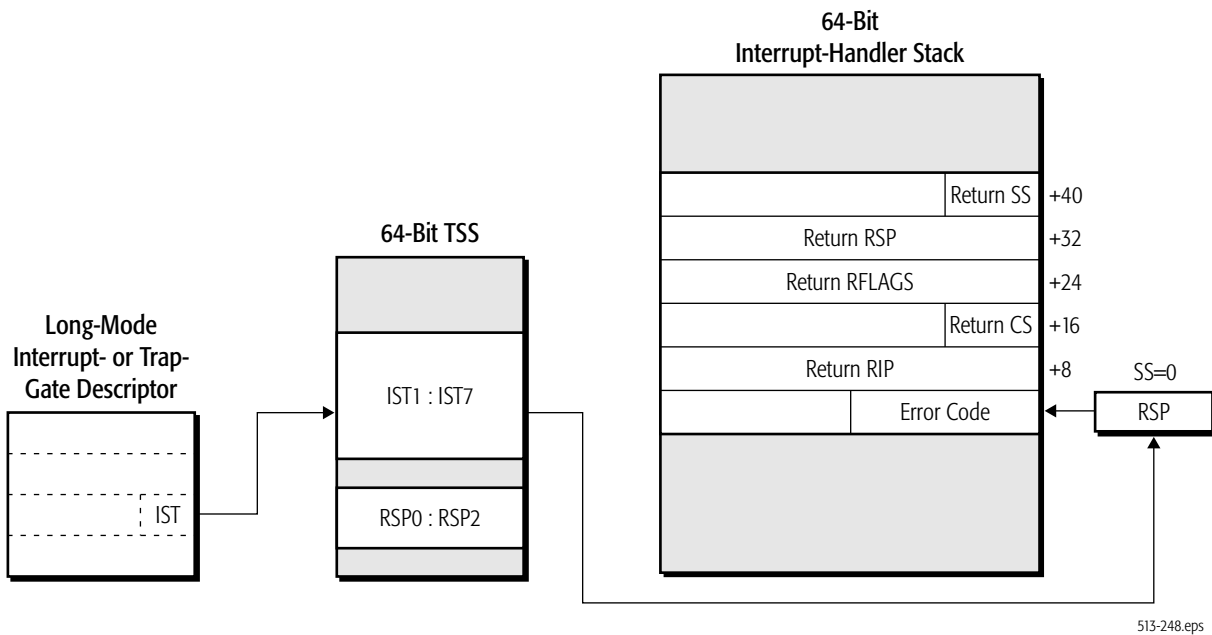 64-Bit
Interrupt-Handler Stack
Return SS +40
64-Bit TSS
Return RSP +32
Return RFLAGS +24
Long-Mode
Interrupt- or Trap-
Gate Descriptor
Return CS +16
Return RIP +8
SS=0
IST1 : IST7
Error Code
RSP
IST
RSP0 : RSP2
513-248.eps